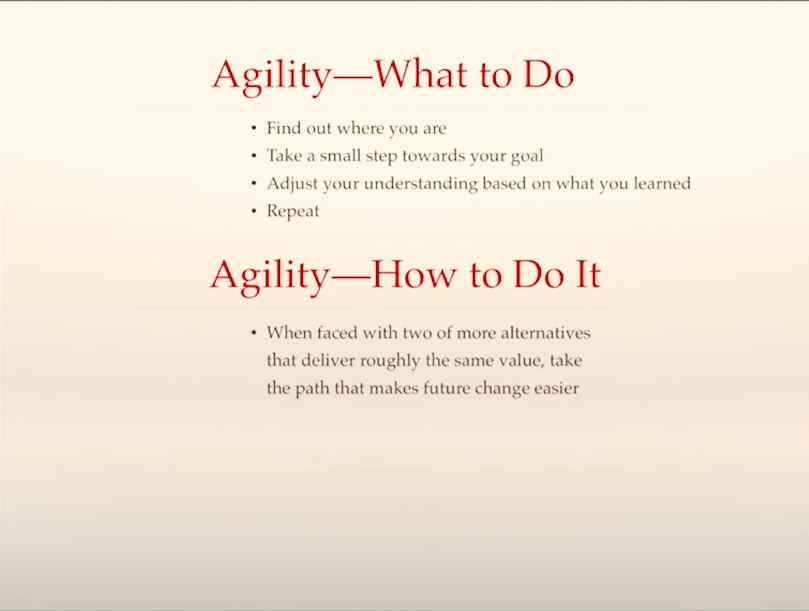 Agility—What to Do
• Find out where you are
• Take a small step towards your goal
• Adjust your understanding based on what you learned
• Repeat
Agility—How to Do It
• When faced with two of more alternatives
that deliver roughly the same value, take
the path that makes future change easier